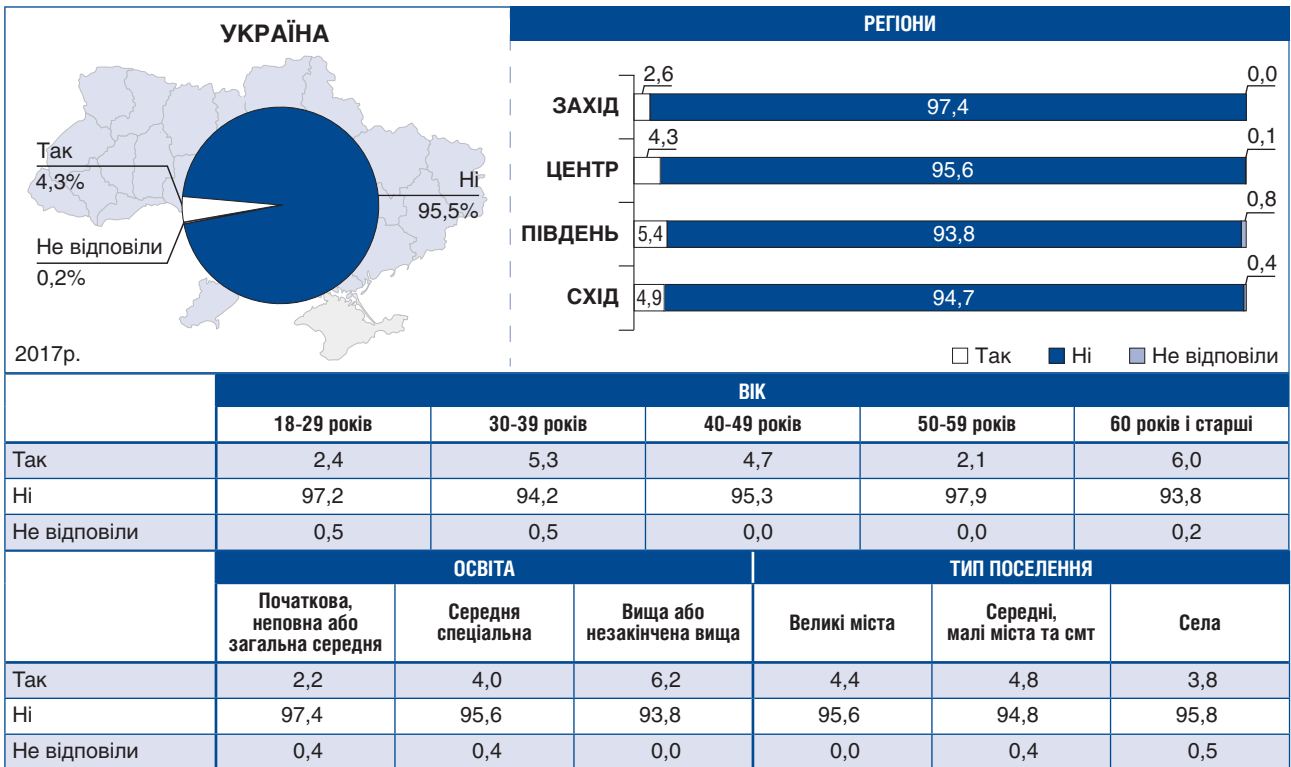 УКРАЇНА
Так
4,3%
Ні
95,5%
Не відповіли
0,2%
2017р.
РЕГІОНИ
2,6 0,0
ЗАХІД 97,4
4,3 0,1
ЦЕНТР 95,6
0,8
ПІВДЕНЬ 5,4 93,8
0,4
СХІД 4,9 94,7
Так Ні Не відповіли
ВІК
18-29 років 30-39 років 40-49 років 50-59 років 60 років і старші
Так 2,4 5,3 4,7 2,1 6,0
Ні 97,2 94,2 95,3 97,9 93,8
Не відповіли 0,5 0,5 0,0 0,0 0,2
ОСВІТА ТИП ПОСЕЛЕННЯ
Початкова,
неповна або
загальна середня
Середня
спеціальна
Вища або
незакінчена вища
Великі міста
Середні,
малі міста та смт
Села
Так 2,2 4,0 6,2 4,4 4,8 3,8
Ні 97,4 95,6 93,8 95,6 94,8 95,8
Не відповіли 0,4 0,4 0,0 0,0 0,4 0,5